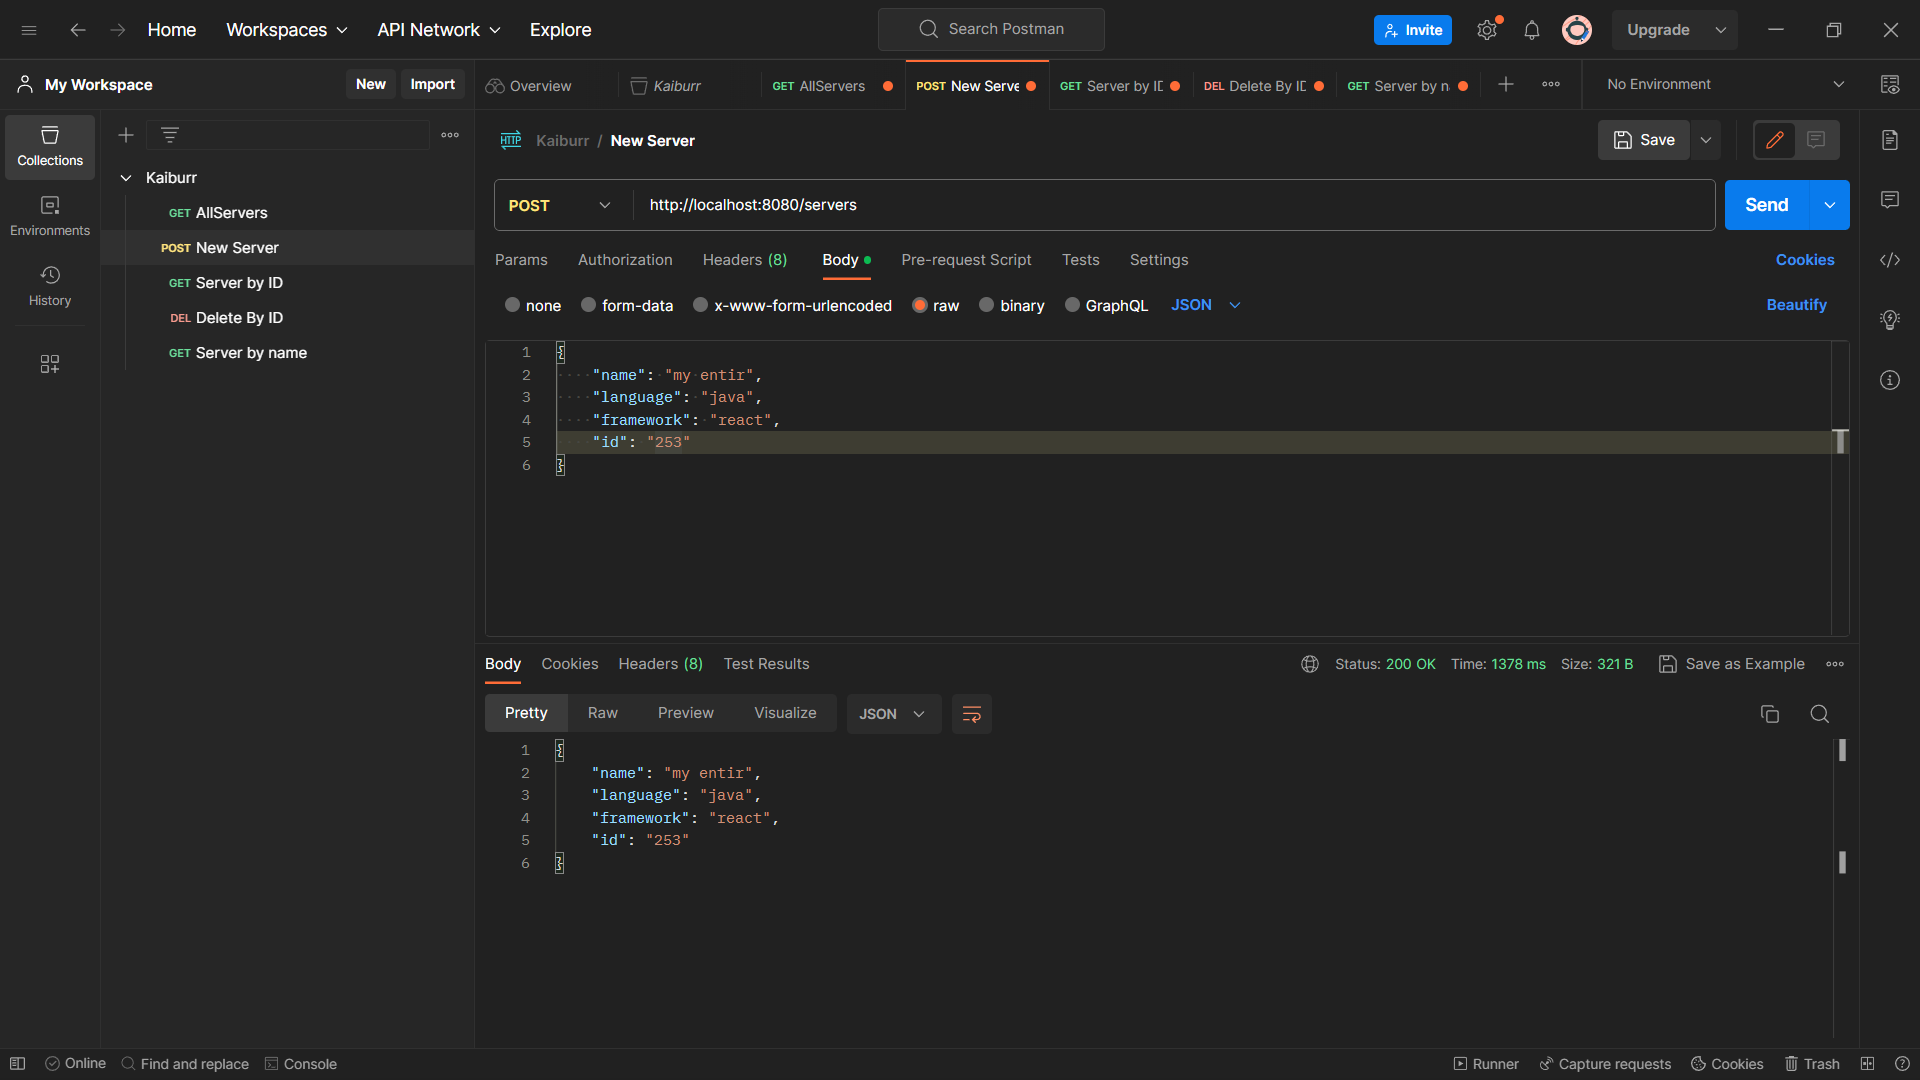 Home Workspaces API Network Explore Search Postman Invite Upgrade
My Workspace New Import Overview Kaiburr GET AllServers POST New Serve GET Server by ID DEL Delete By ID GET Server by n No Environment
Collections
Environments
History
Kaiburr
GET AllServers
POST New Server
GET Server by ID
DEL Delete By ID
GET Server by name
HTTP Kaiburr / New Server Save
POST http://localhost:8080/servers Send
Params Authorization Headers (8) Body Pre-request Script Tests Settings Cookies
none form-data x-www-form-urlencoded raw binary GraphQL JSON Beautify
1 {
2 "name": "my entir",
3 "language": "java",
4 "framework": "react",
5 "id": "253"
6 }
Body Cookies Headers (8) Test Results Status: 200 OK Time: 1378 ms Size: 321 B Save as Example
Pretty Raw Preview Visualize JSON
1 {
2 "name": "my entir",
3 "language": "java",
4 "framework": "react",
5 "id": "253"
6 }
Online Find and replace Console Runner Capture requests Cookies Trash